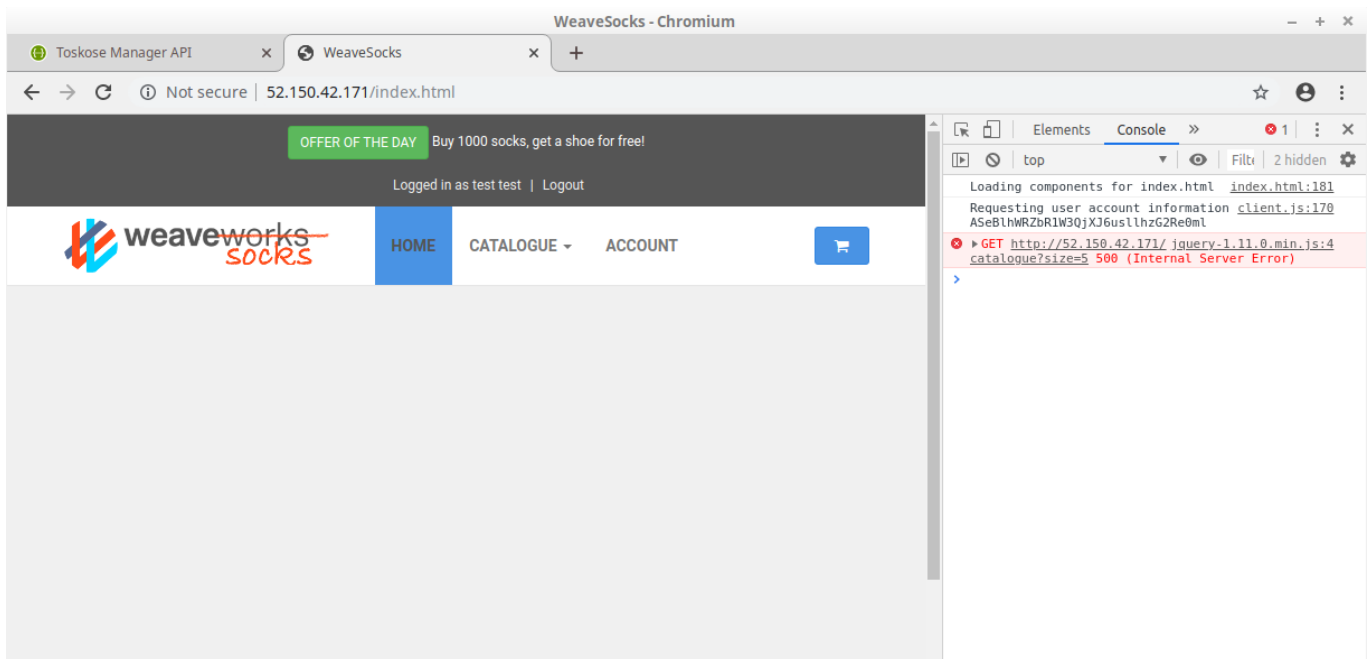 WeaveSocks - Chromium
Toskose Manager API
WeaveSocks
Not secure | 52.150.42.171/index.html
OFFER OF THE DAY Buy 1000 socks, get a shoe for free!
Logged in as test test | Logout
weaveworks
socks
HOME CATALOGUE ACCOUNT
Elements Console » 1
top Filte 2 hidden
Loading components for index.html index.html:181
Requesting user account information client.js:170
ASeBlhWRZbR1W3QjXJ6usllhzG2Re0ml
GET http://52.150.42.171/ jquery-1.11.0.min.js:4
catalogue?size=5 500 (Internal Server Error)